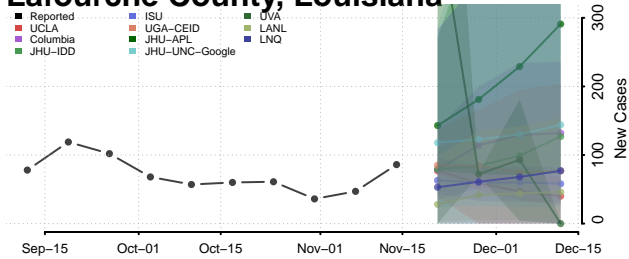 Lafourche County, Louisiana
Reported
UCLA
Columbia
JHU−IDD
ISU
UGA−CEID
JHU−APL
JHU−UNC−Google
UVA
LANL
LNQ
300
200
100
0
New Cases
Sep−15
Oct−01
Oct−15
Nov−01
Nov−15
Dec−01
Dec−15